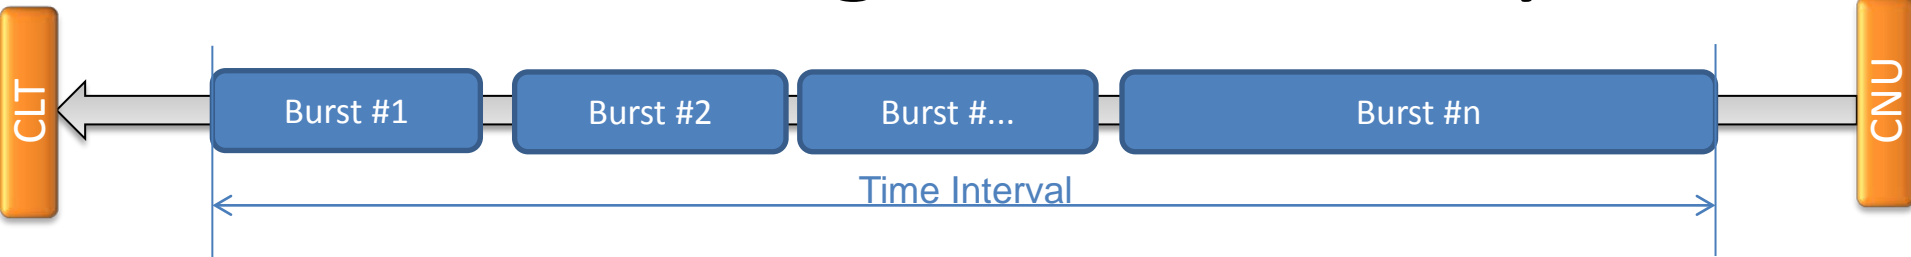 CLT
Burst #1
Burst #2
Burst #...
Burst #n
CNU
Time Interval